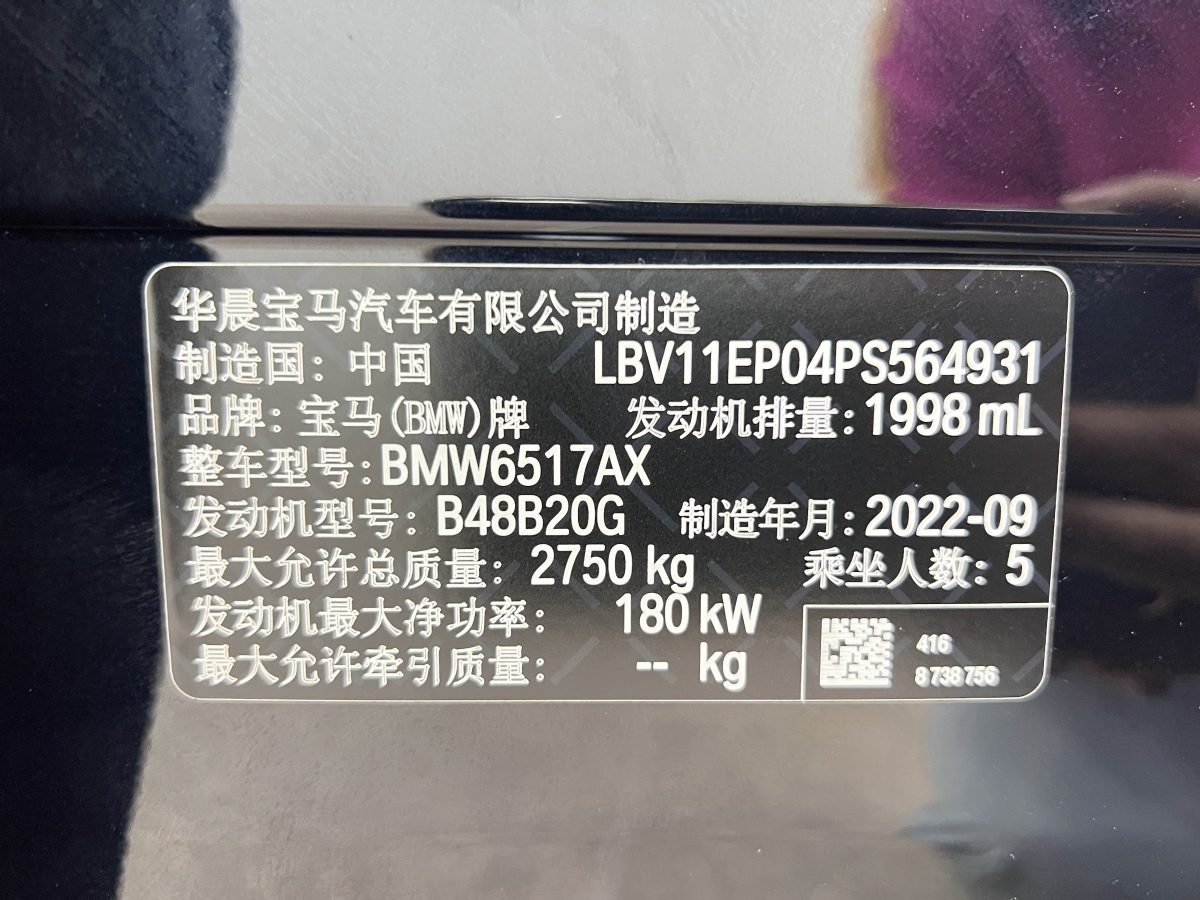 华晨宝马汽车有限公司制造
制造国：中国 LBV11EP04PS564931
品牌：宝马(BMW)牌 发动机排量：1998 mL
整车型号：BMW6517AX
发动机型号：B48B20G 制造年月：2022-09
最大允许总质量：2750 kg 乘坐人数：5
发动机最大净功率： 180 kW
最大允许牵引质量： -- kg
416
8738756